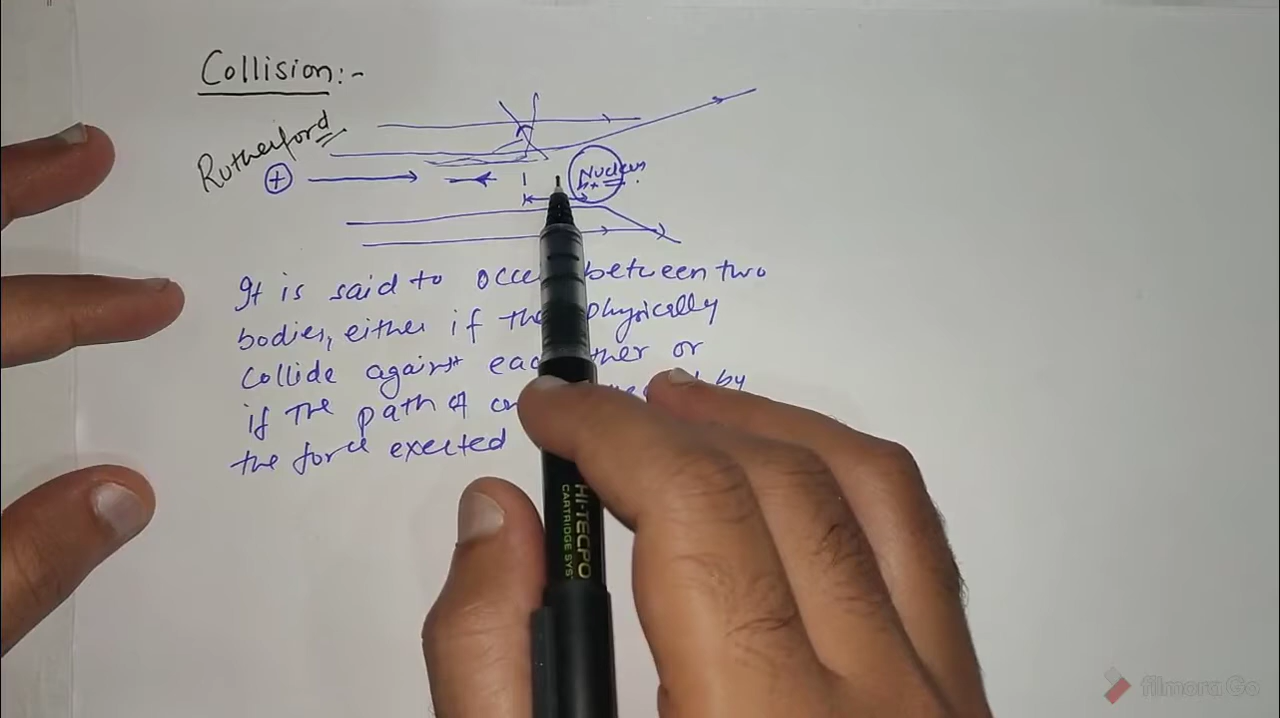 Collision:-
Rutherford
+
Nucleus
It is said to occu between two
bodies, either if the physically
collide against ea ther or
if the path of by
the force exerted
HI-TECPO
CARTRIDGE SYS
filmora Go